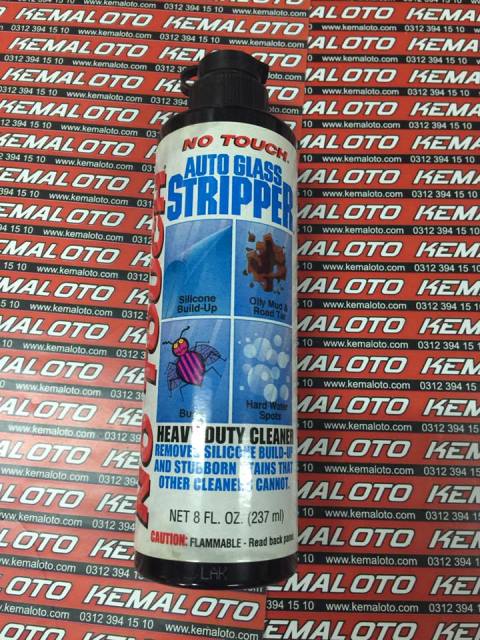 NO TOUCH
AUTO GLASS
STRIPPER
Silicone
Build-Up
Oily Mud &
Road Tar
Hard Water
Spots
HEAVY DUTY CLEANER
REMOVES SILICONE BUILD-UP
AND STUBBORN STAINS THAT
OTHER CLEANERS CANNOT.
NET 8 FL. OZ. (237 ml)
CAUTION: FLAMMABLE - Read back panel
LAK
KEMALOTO
www.kemaloto.com
0312 394 15 10